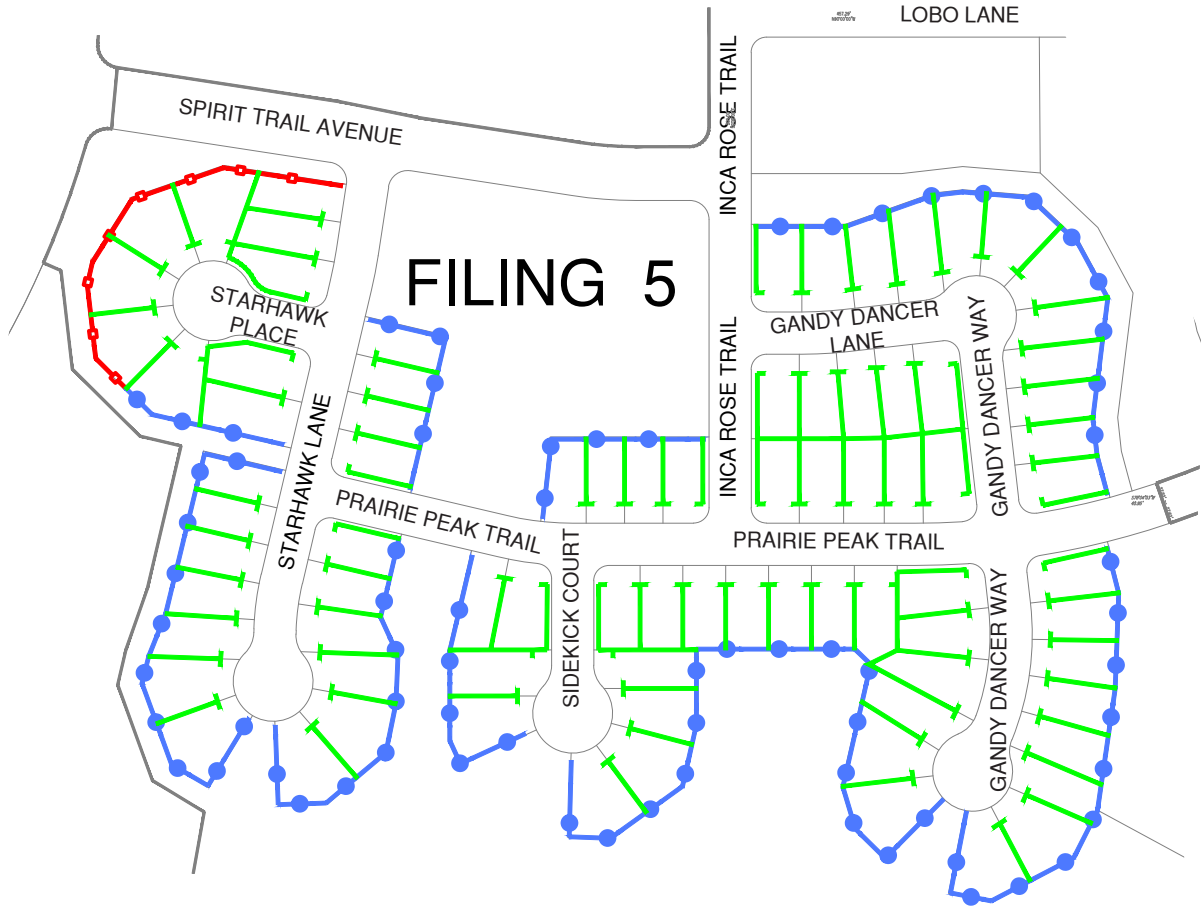 LOBO LANE
INCA ROSE TRAIL
SPIRIT TRAIL AVENUE
FILING 5
STARHAWK
PLACE
GANDY DANCER
LANE
INCA ROSE TRAIL
GANDY DANCER WAY
STARHAWK LANE
PRAIRIE PEAK TRAIL
PRAIRIE PEAK TRAIL
SIDEKICK COURT
GANDY DANCER WAY